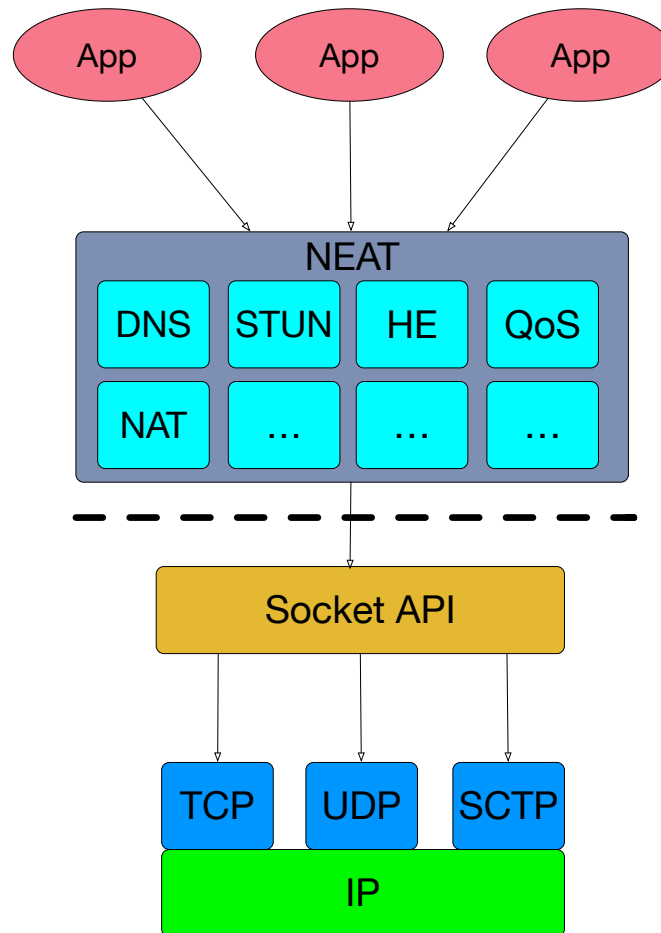 App App App
NEAT
DNS STUN HE QoS
NAT ... ... ...
Socket API
TCP UDP SCTP
IP